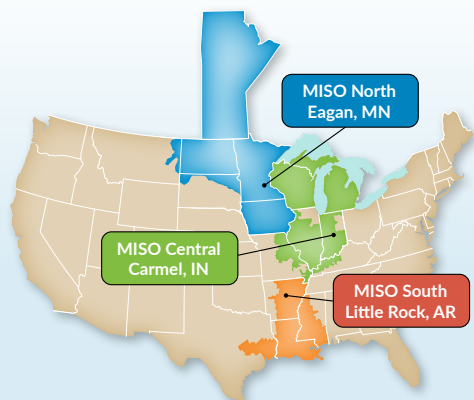 MISO North
Eagan, MN
MISO Central
Carmel, IN
MISO South
Little Rock, AR